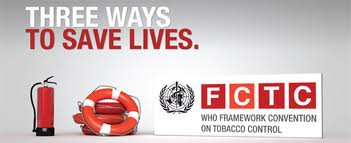 THREE WAYS
TO SAVE LIVES.
FCTC
WHO FRAMEWORK CONVENTION
ON TOBACCO CONTROL